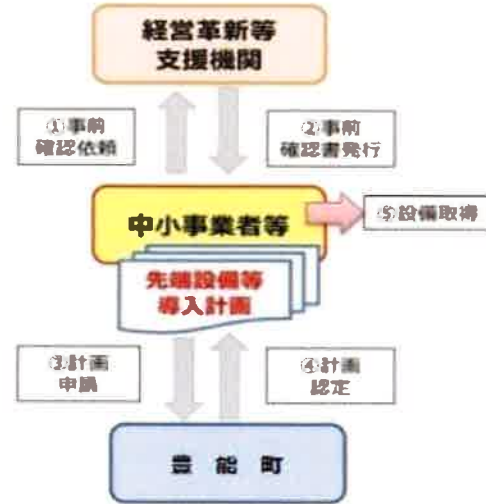 経営革新等
支援機関
①事前
確認依頼
②事前
確認書発行
中小事業者等
⑤設備取得
先端設備等
導入計画
③計画
申請
④計画
認定
豊能町